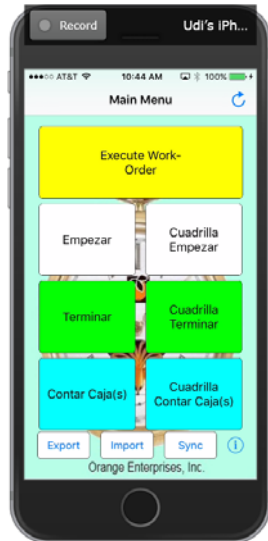 Record
Udi's iPh...
AT&T 10:44 AM 100%
Main Menu
Execute Work-
Order
Empezar
Cuadrilla
Empezar
Terminar
Cuadrilla
Terminar
Contar Caja(s)
Cuadrilla
Contar Caja(s)
Export Import Sync
Orange Enterprises, Inc.